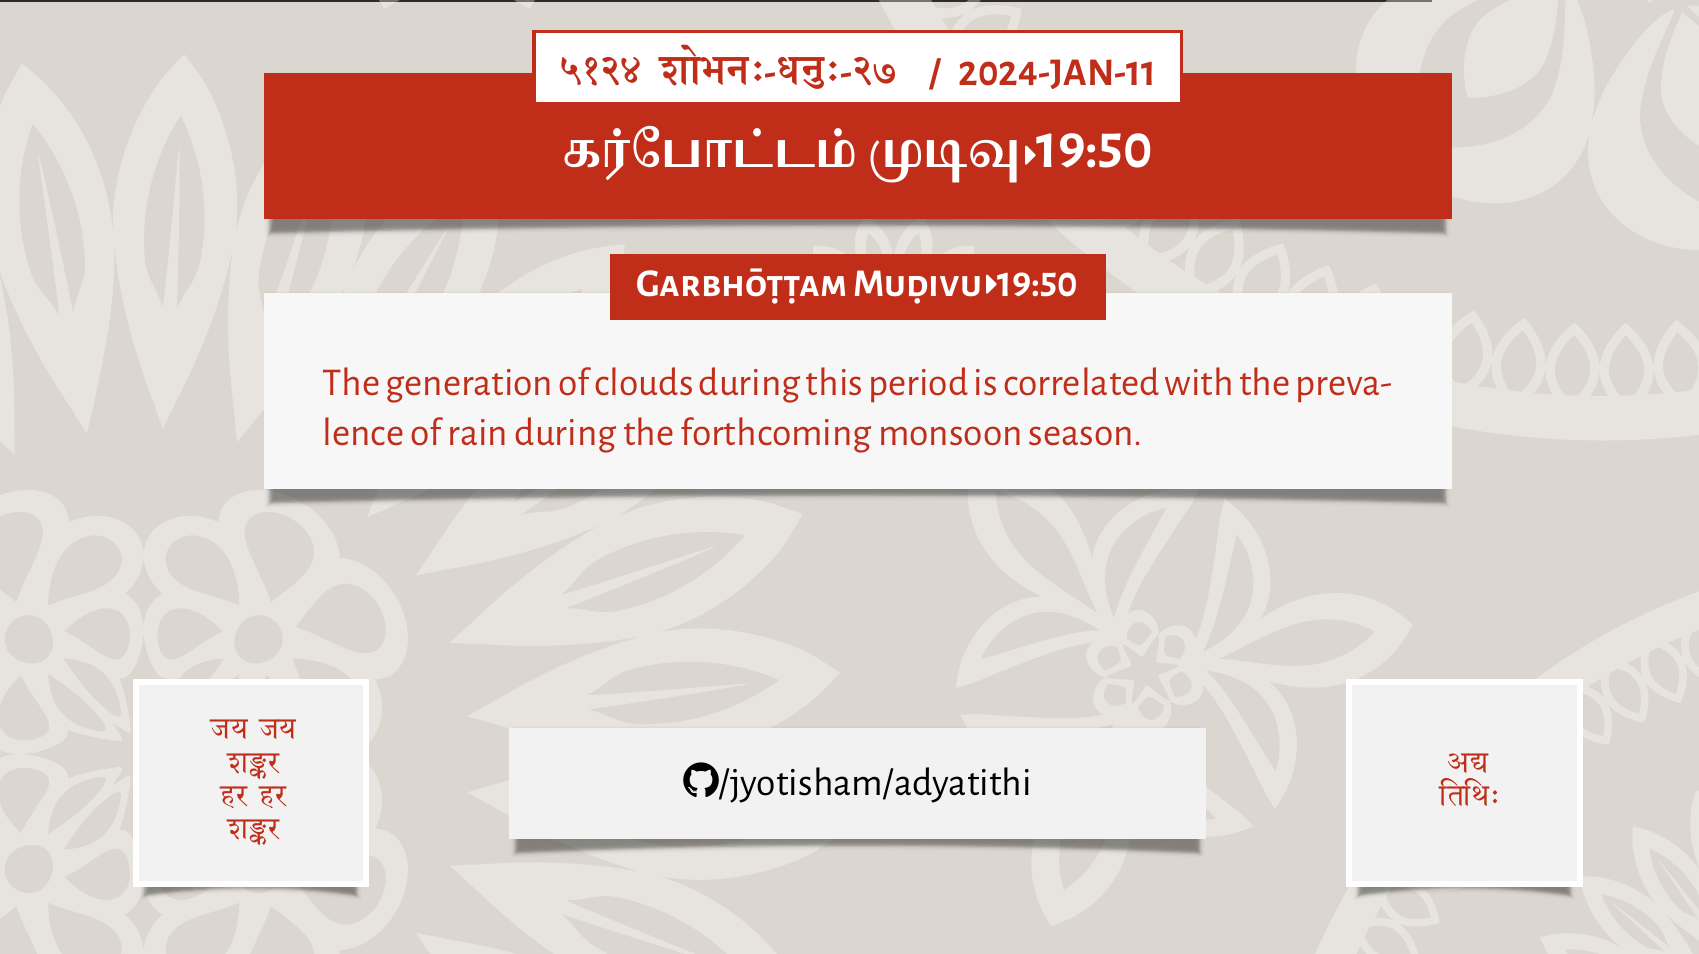 ५१२४ शोभनः-धनुः-२७ / 2024-JAN-11
கர்போட்டம் முடிவு▸19:50
Garbhōṭṭam Muḍivu▸19:50
The generation of clouds during this period is correlated with the preva-
lence of rain during the forthcoming monsoon season.
जय जय
शङ्कर
हर हर
शङ्कर
/jyotisham/adyatithi
अद्य
तिथिः